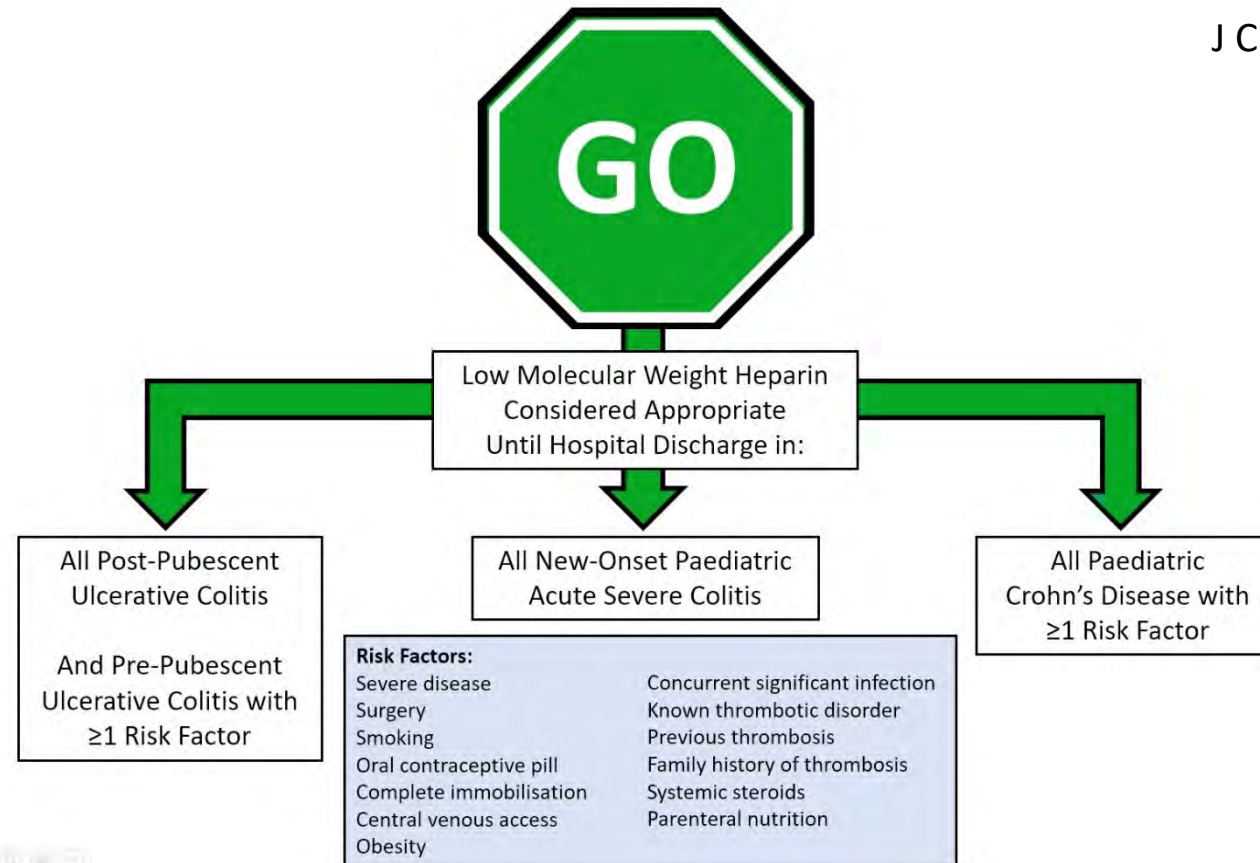 J C
GO
Low Molecular Weight Heparin
Considered Appropriate
Until Hospital Discharge in:
All Post-Pubescent
Ulcerative Colitis
And Pre-Pubescent
Ulcerative Colitis with
≥1 Risk Factor
All New-Onset Paediatric
Acute Severe Colitis
All Paediatric
Crohn’s Disease with
≥1 Risk Factor
Risk Factors:
Severe disease
Surgery
Smoking
Oral contraceptive pill
Complete immobilisation
Central venous access
Obesity
Concurrent significant infection
Known thrombotic disorder
Previous thrombosis
Family history of thrombosis
Systemic steroids
Parenteral nutrition